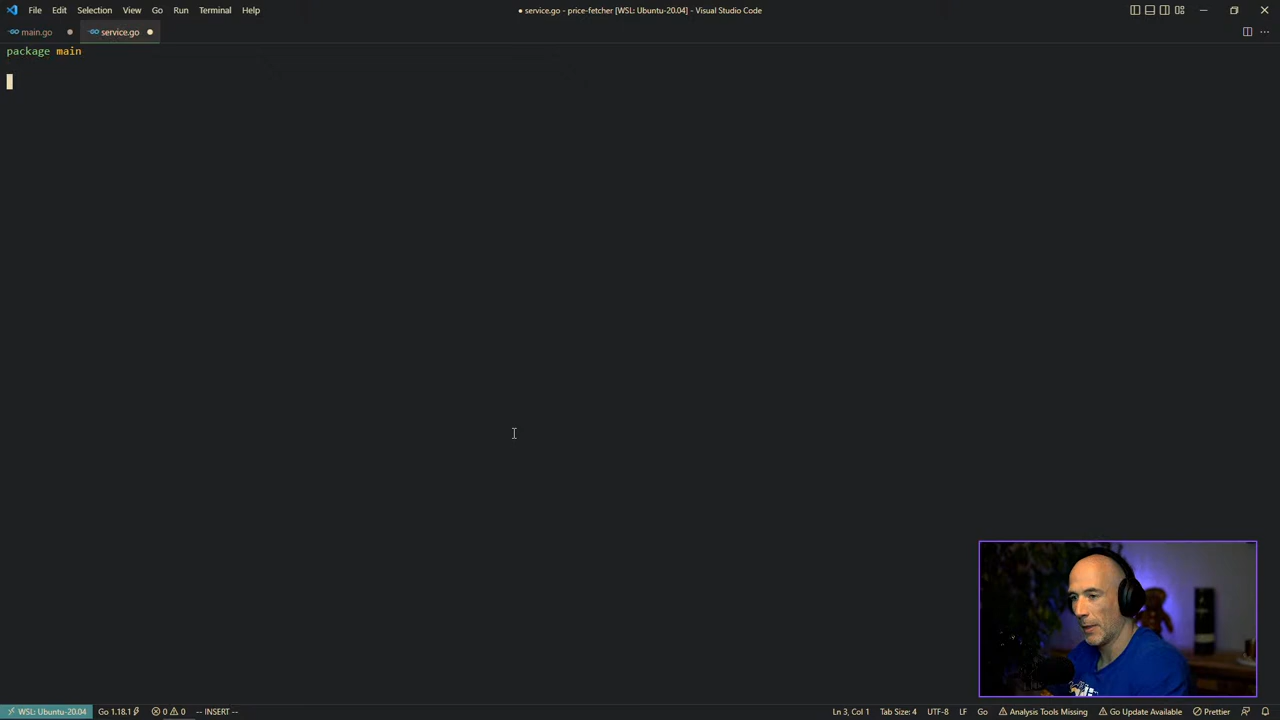 File Edit Selection View Go Run Terminal Help
● service.go - price-fetcher [WSL: Ubuntu-20.04] - Visual Studio Code
main.go ● service.go ●
package main
WSL: Ubuntu-20.04 Go 1.18.1 0 0 -- INSERT -- Ln 3, Col 1 Tab Size: 4 UTF-8 LF Go Analysis Tools Missing Go Update Available Prettier